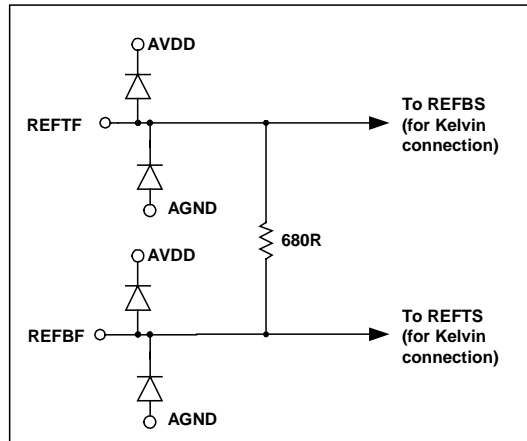 AVDD
To REFBS
(for Kelvin
connection)
REFTF
AGND
680R
AVDD
To REFTS
(for Kelvin
connection)
REFBF
AGND